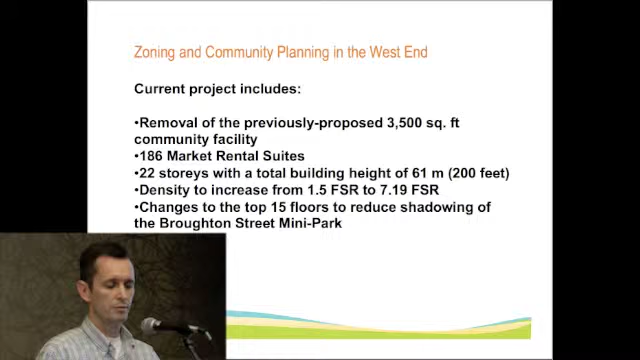 Zoning and Community Planning in the West End
Current project includes:
•Removal of the previously-proposed 3,500 sq. ft
community facility
•186 Market Rental Suites
•22 storeys with a total building height of 61 m (200 feet)
•Density to increase from 1.5 FSR to 7.19 FSR
•Changes to the top 15 floors to reduce shadowing of
the Broughton Street Mini-Park